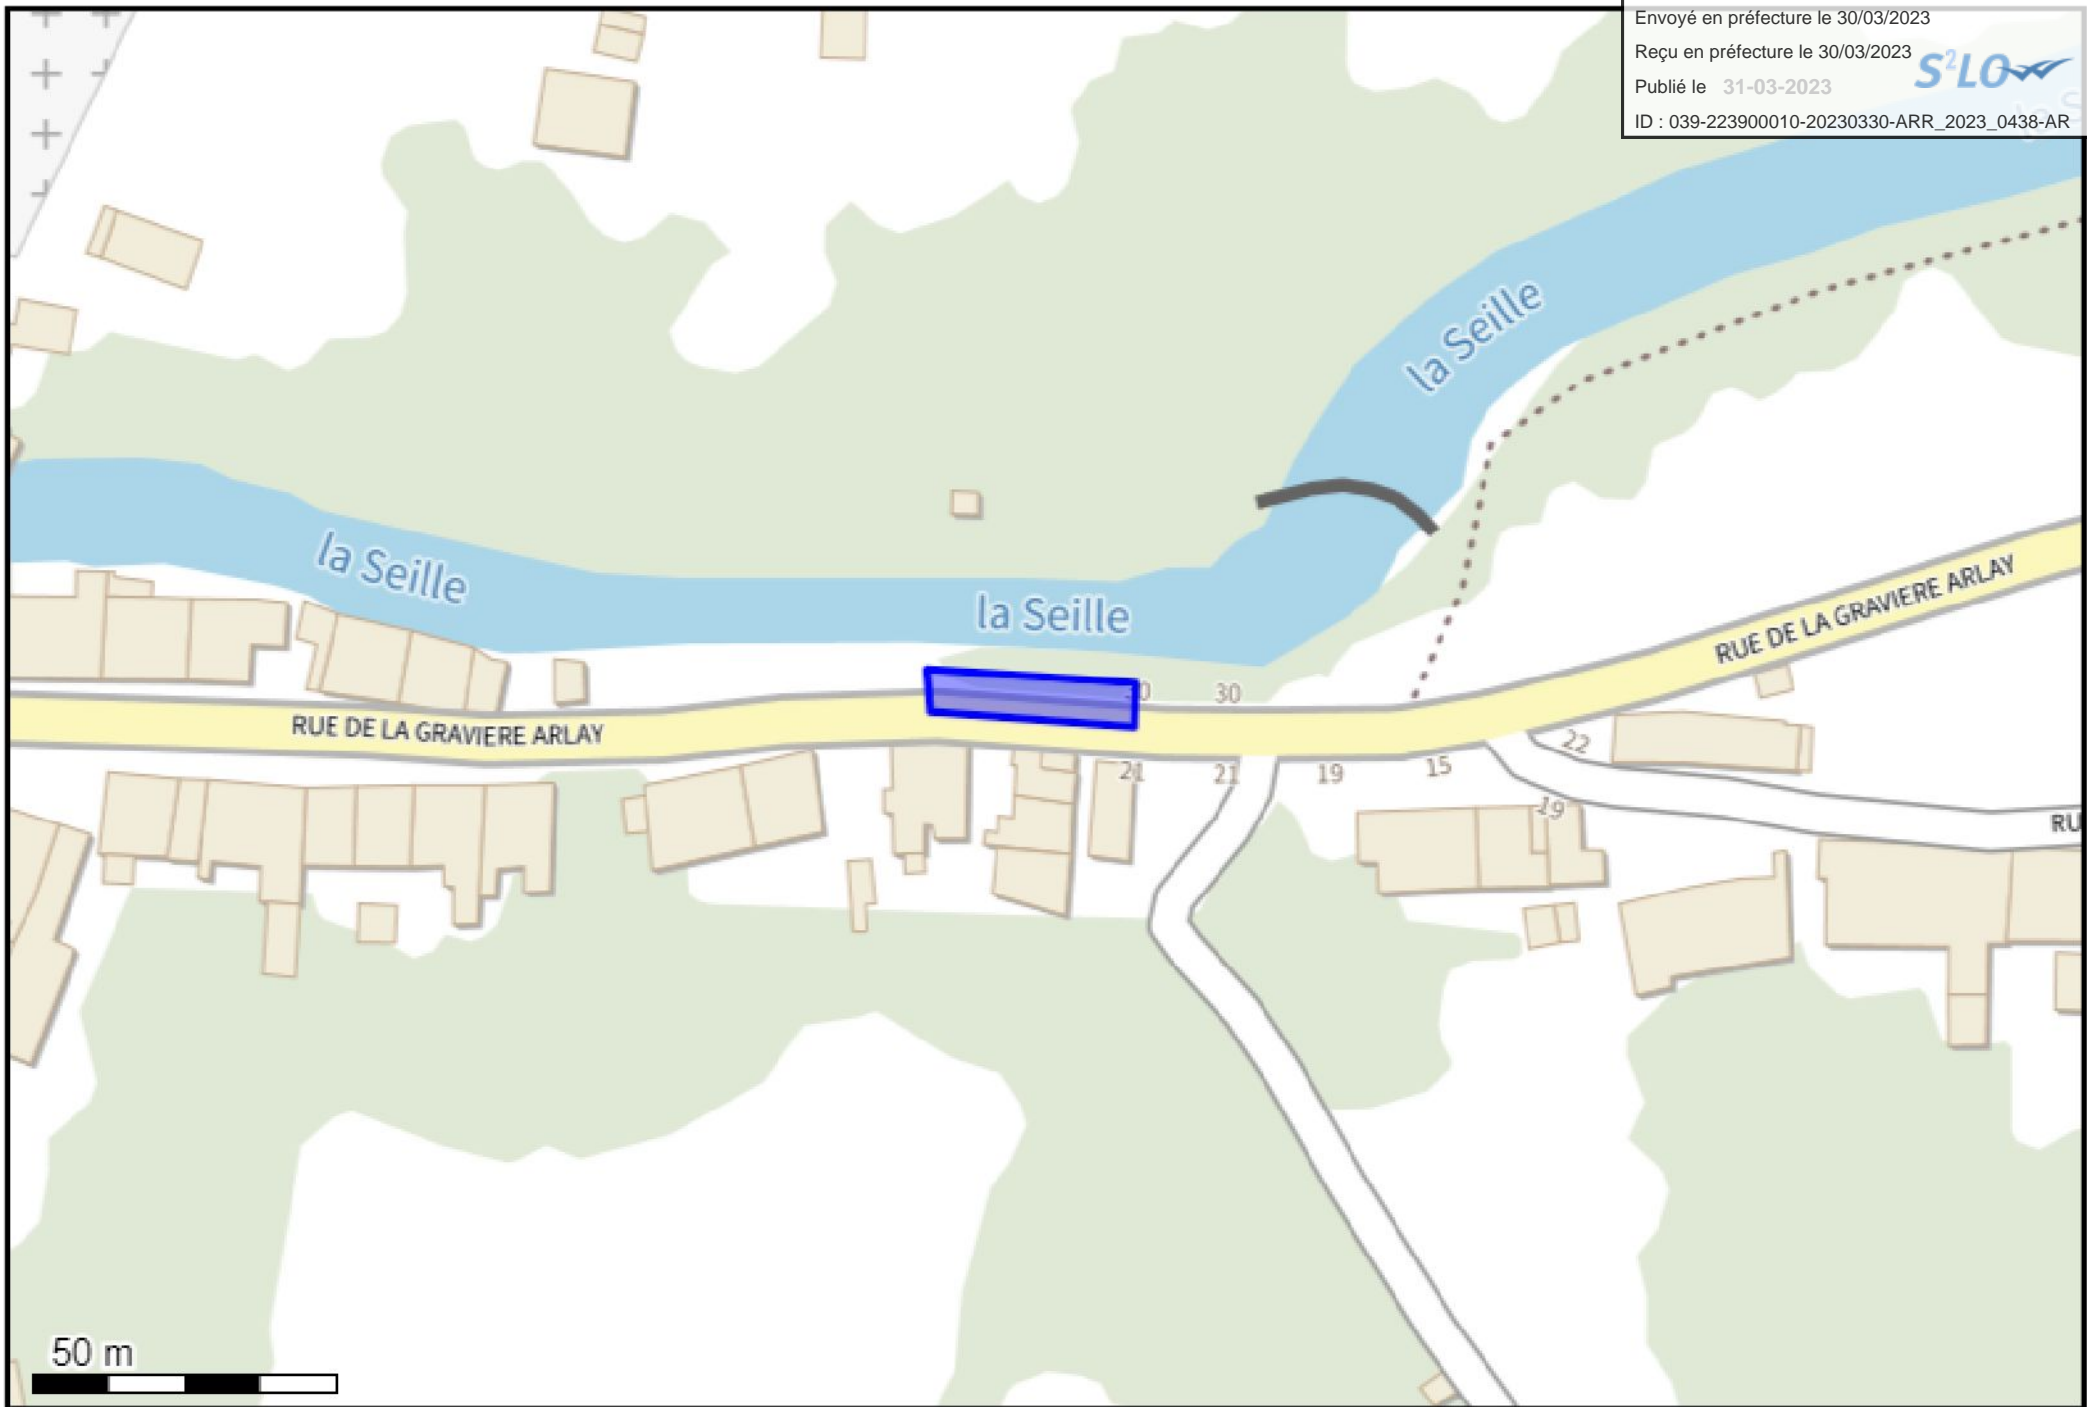 Envoyé en préfecture le 30/03/2023
Reçu en préfecture le 30/03/2023
S²LO
Publié le 31-03-2023
ID : 039-223900010-20230330-ARR_2023_0438-AR
la Seille
la Seille
la Seille
RUE DE LA GRAVIERE ARLAY
30
RUE DE LA GRAVIERE ARLAY
22
21
21
19
15
19
RU
50 m